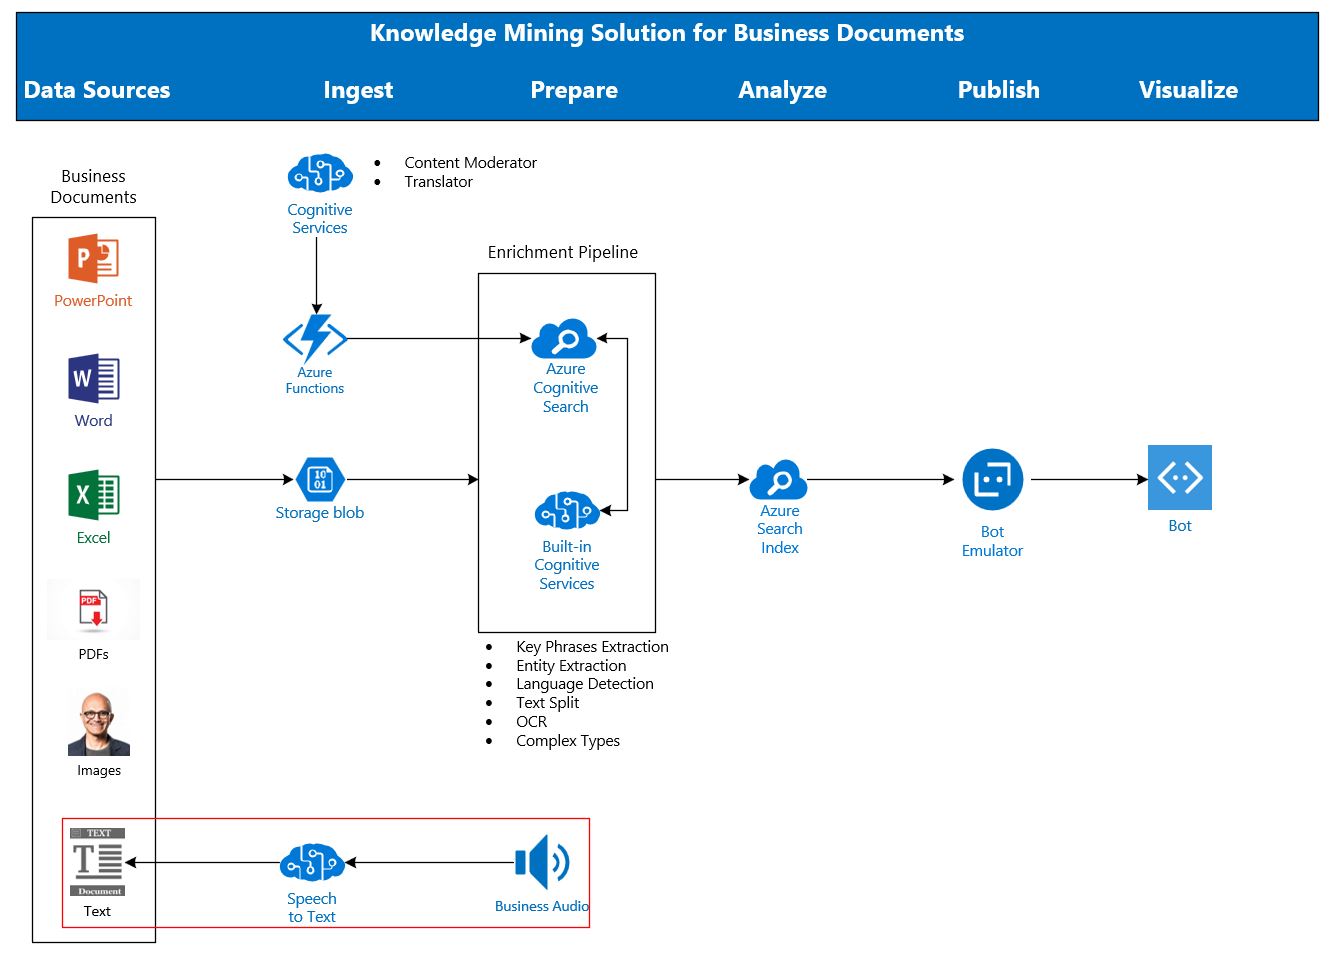 Knowledge Mining Solution for Business Documents
Data Sources Ingest Prepare Analyze Publish Visualize
Business
Documents
PowerPoint
Word
Excel
PDF
PDFs
Images
TEXT
T
Document
Text
Cognitive
Services
• Content Moderator
• Translator
Azure
Functions
10
01
Storage blob
Enrichment Pipeline
Azure
Cognitive
Search
Built-in
Cognitive
Services
• Key Phrases Extraction
• Entity Extraction
• Language Detection
• Text Split
• OCR
• Complex Types
Azure
Search
Index
Bot
Emulator
Bot
Speech
to Text
Business Audio
P
W
X